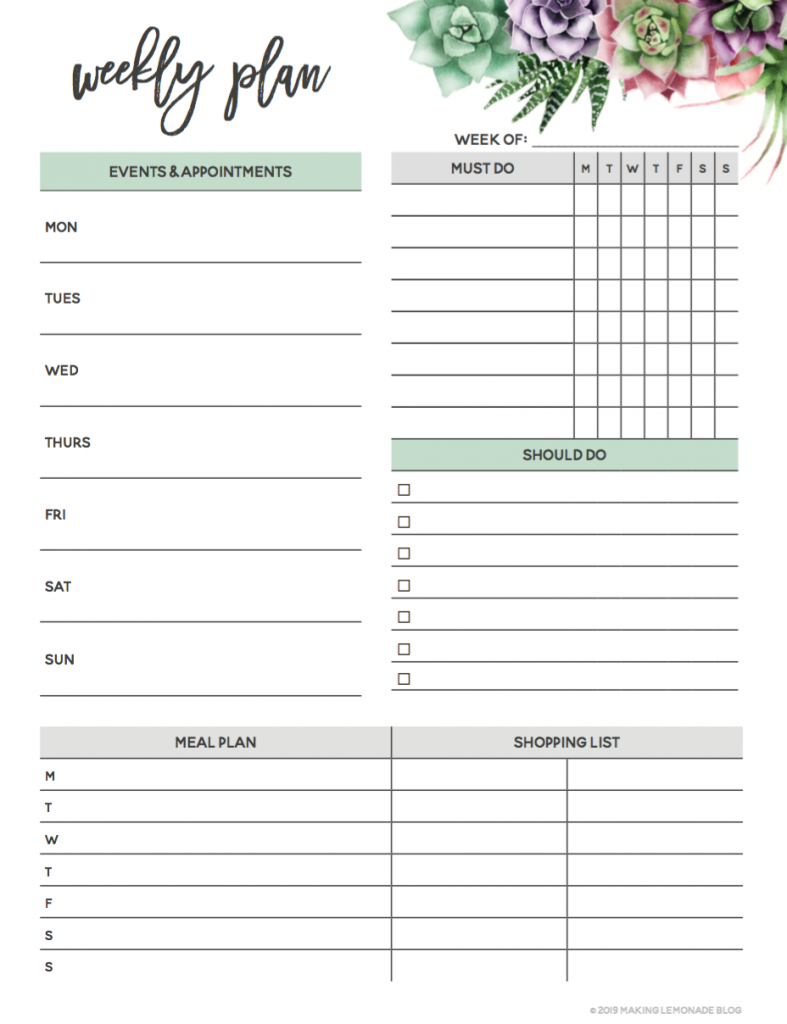 weekly plan
WEEK OF:
EVENTS & APPOINTMENTS
MON
TUES
WED
THURS
FRI
SAT
SUN
MUST DO M T W T F S S
SHOULD DO
MEAL PLAN
M
T
W
T
F
S
S
SHOPPING LIST
© 2019 MAKING LEMONADE BLOG